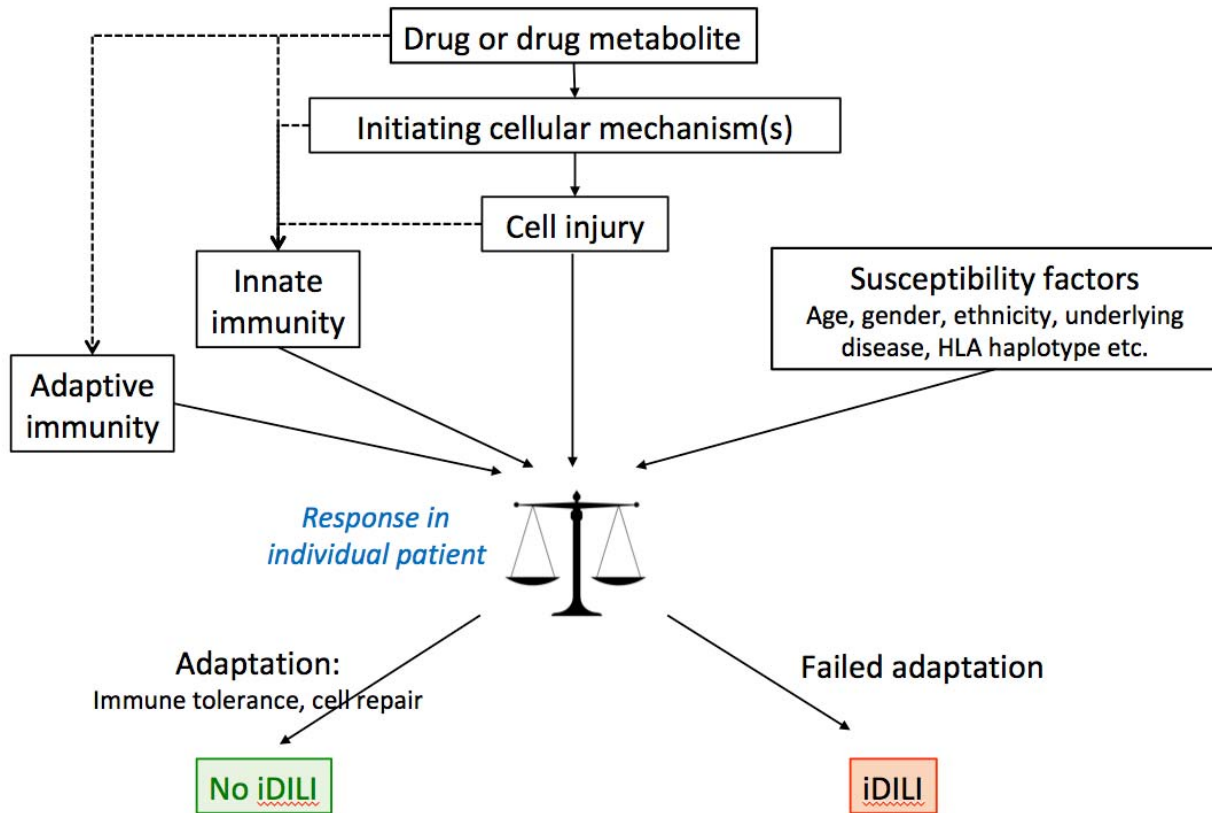 Drug or drug metabolite
Initiating cellular mechanism(s)
Cell injury
Innate
immunity
Susceptibility factors
Age, gender, ethnicity, underlying
disease, HLA haplotype etc.
Adaptive
immunity
Response in
individual patient
Adaptation:
Immune tolerance, cell repair
Failed adaptation
No iDILI
iDILI